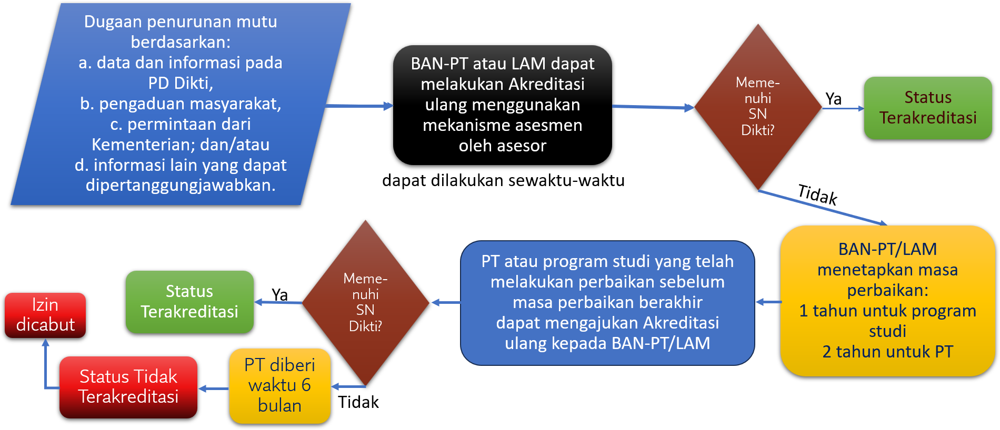 Dugaan penurunan mutu
berdasarkan:
a. data dan informasi pada
PD Dikti,
b. pengaduan masyarakat,
c. permintaan dari
Kementerian; dan/atau
d. informasi lain yang dapat
dipertanggungjawabkan.
BAN-PT atau LAM dapat
melakukan Akreditasi
ulang menggunakan
mekanisme asesmen
oleh asesor
dapat dilakukan sewaktu-waktu
Meme-
nuhi
SN
Dikti?
Ya
Status
Terakreditasi
Tidak
BAN-PT/LAM
menetapkan masa
perbaikan:
1 tahun untuk program
studi
2 tahun untuk PT
PT atau program studi yang telah
melakukan perbaikan sebelum
masa perbaikan berakhir
dapat mengajukan Akreditasi
ulang kepada BAN-PT/LAM
Meme-
nuhi
SN
Dikti?
Ya
Status
Terakreditasi
Tidak
PT diberi
waktu 6
bulan
Status Tidak
Terakreditasi
Izin
dicabut